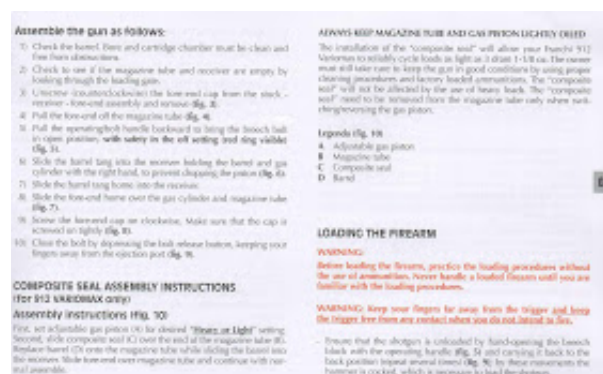 Assemble the gun as follows:
1) Check the barrel. Bore and cartridge chamber must be clean and
free from obstructions.
2) Check to see if the magazine tube and receiver are empty by
looking through the loading gate.
3) Unscrew (counterclockwise) the fore-end cap from the stock -
receiver - fore-end assembly and remove (fig. 3).
4) Pull the fore-end off the magazine tube (fig. 4).
5) Pull the operating bolt handle backward to bring the breech bolt
in open position, with safety in the off setting (red ring visible)
(fig. 5).
6) Slide the barrel tang into the receiver holding the barrel and gas
cylinder with the right hand, to prevent dropping the piston (fig. 6).
7) Slide the barrel tang home into the receiver.
8) Slide the fore-end home over the gas cylinder and magazine tube
(fig. 7).
9) Screw the fore-end cap on clockwise. Make sure that the cap is
screwed on tightly (fig. 8).
10) Close the bolt by depressing the bolt release button, keeping your
fingers away from the ejection port (fig. 9).
COMPOSITE SEAL ASSEMBLY INSTRUCTIONS
(for 912 VARIOMAX only)
Assembly instructions (fig. 10)
First, set adjustable gas piston (A) for desired "Heavy or Light" setting.
Second, slide composite seal (C) over the end of the magazine tube (B).
Replace barrel (D) onto the magazine tube while sliding the barrel into
the receiver. Slide fore-end over magazine tube and continue with nor-
mal assembly.
ALWAYS KEEP MAGAZINE TUBE AND GAS PISTON LIGHTLY OILED
The installation of the "composite seal" will allow your Franchi 912
Variomax to reliably cycle loads as light as 3 dram 1-1/8 oz. The owner
must still take care to keep the gun in good conditions by using proper
cleaning procedures and factory loaded ammunitions. The "composite
seal" will not be affected by the use of heavy loads. The "composite
seal" need to be removed from the magazine tube only when swit-
ching/reversing the gas piston.
Legenda (fig. 10)
A Adjustable gas piston
B Magazine tube
C Composite seal
D Barrel
LOADING THE FIREARM
WARNING:
Before loading the firearm, practice the loading procedures without
the use of ammunition. Never handle a loaded firearm until you are
familiar with the loading procedures.
WARNING: Keep your fingers far away from the trigger and keep
the trigger free from any contact when you do not intend to fire.
- Ensure that the shotgun is unloaded by hand-opening the breech
block with the operating handle (fig. 5) and carrying it back to the
back position (repeat several times) (fig. 9); by these movements the
hammer is cocked, which is necessary to load the shotgun.